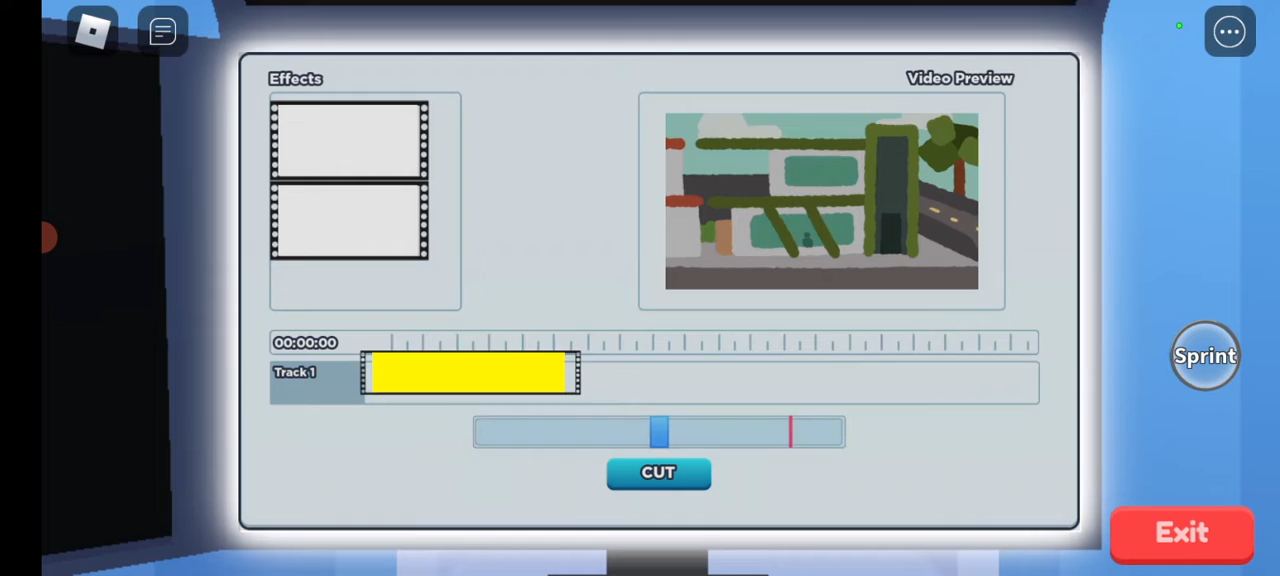 Effects
Video Preview
00:00:00
Track 1
CUT
Sprint
Exit